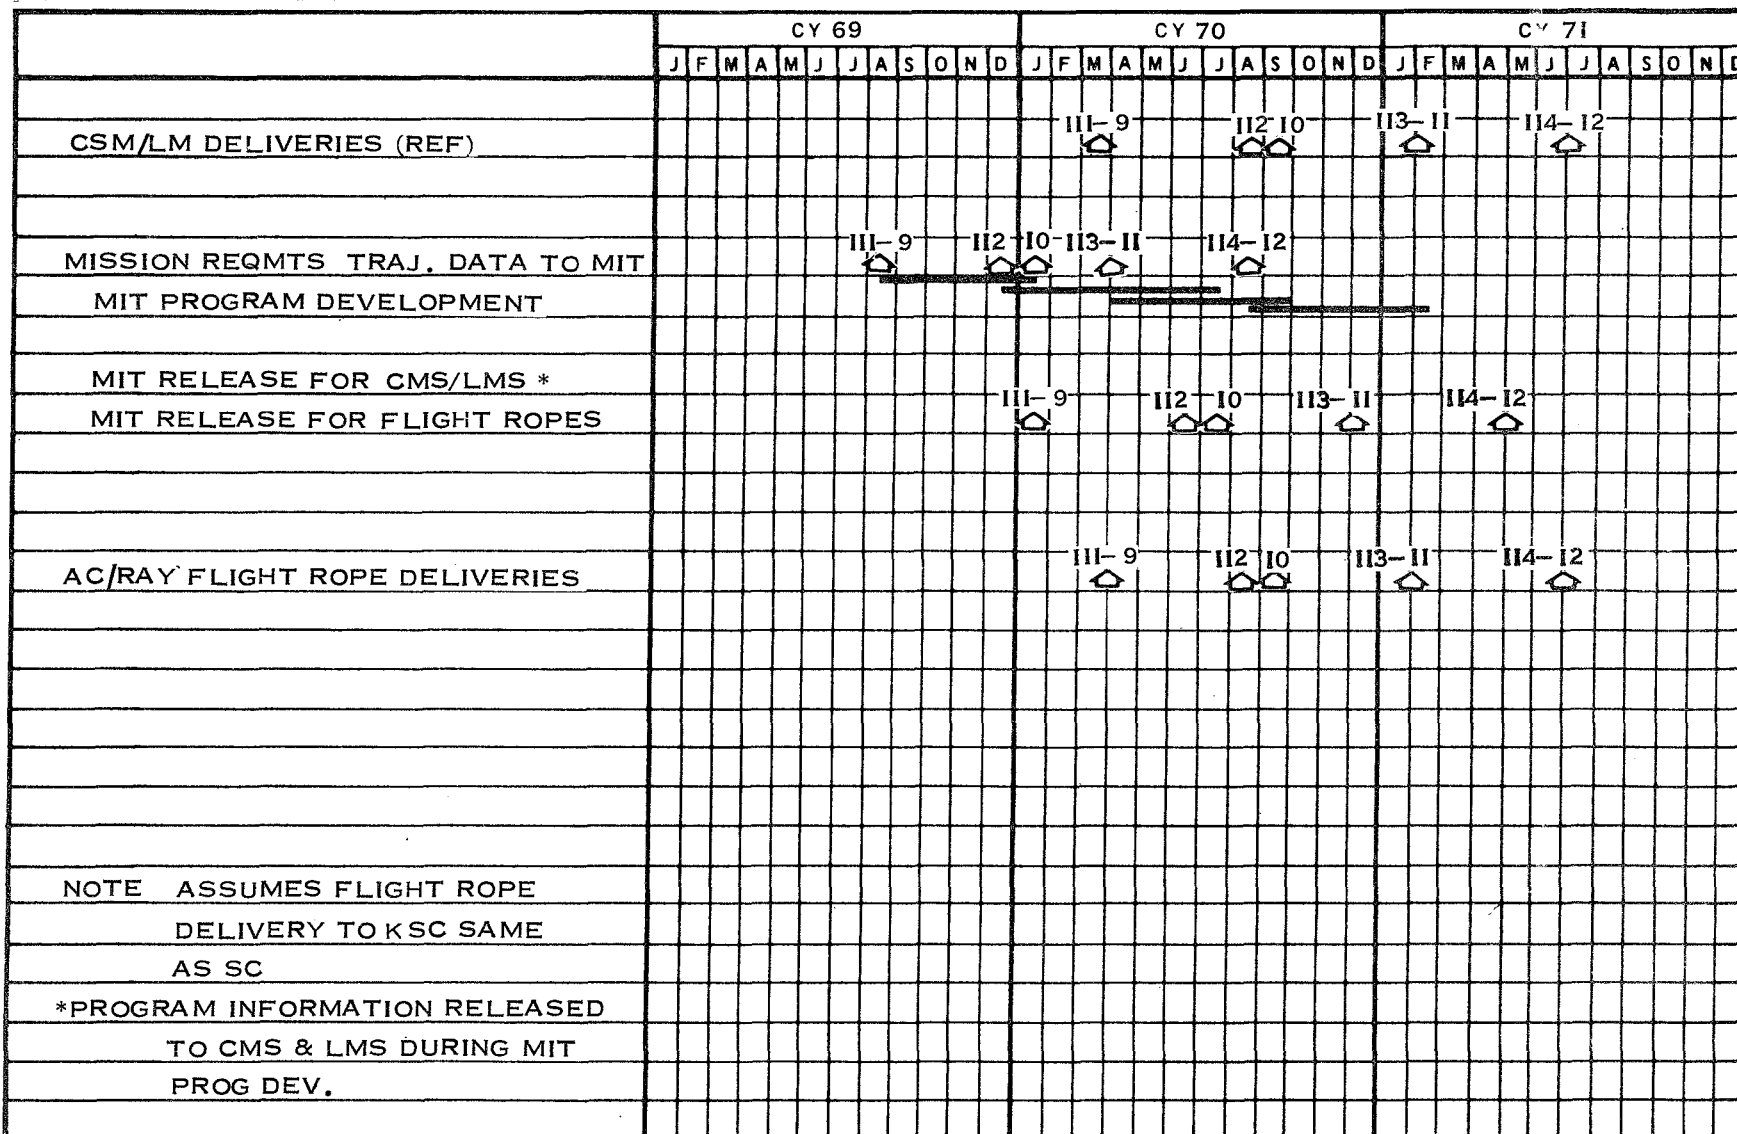 CY 69 CY 70 CY 71
J F M A M J J A S O N D J F M A M J J A S O N D J F M A M J J A S O N D
CSM/LM DELIVERIES (REF) 111-9 112 10 113-11 114-12
MISSION REQMTS TRAJ. DATA TO MIT 111-9 112 10 113-11 114-12
MIT PROGRAM DEVELOPMENT
MIT RELEASE FOR CMS/LMS *
MIT RELEASE FOR FLIGHT ROPES 111-9 112 10 113-11 114-12
AC/RAY FLIGHT ROPE DELIVERIES 111-9 112 10 113-11 114-12
NOTE ASSUMES FLIGHT ROPE
DELIVERY TO KSC SAME
AS SC
*PROGRAM INFORMATION RELEASED
TO CMS & LMS DURING MIT
PROG DEV.